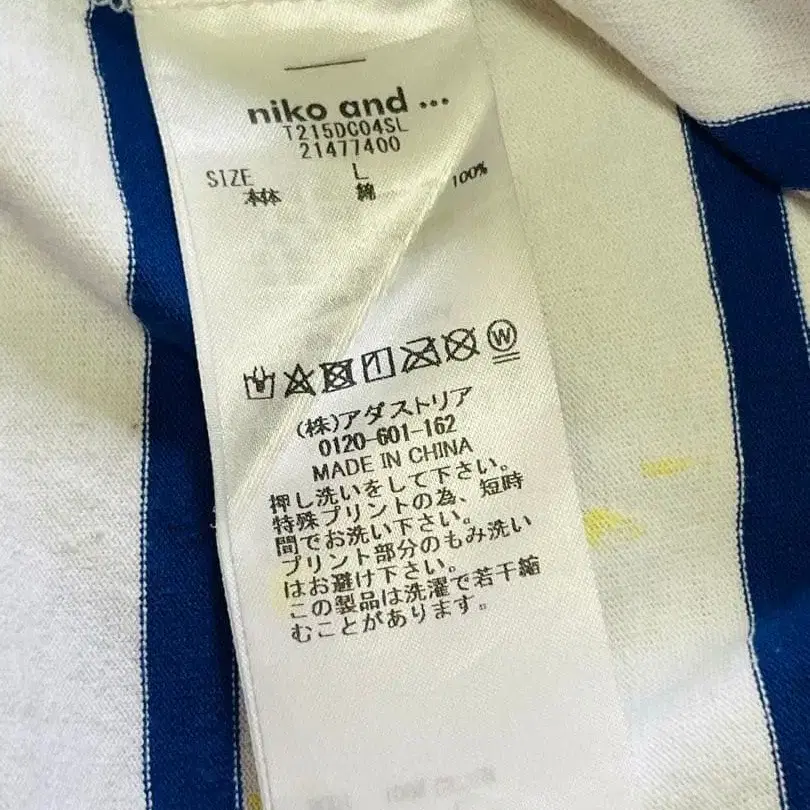 niko and ...
T215DC04SL
21477400
SIZE L
本体 綿 100%
W
(株)アダストリア
0120-601-162
MADE IN CHINA
押し洗いをして下さい。
特殊プリントの為、短時
間でお洗い下さい。
プリント部分のもみ洗い
はお避け下さい。
この製品は洗濯で若干縮
むことがあります。